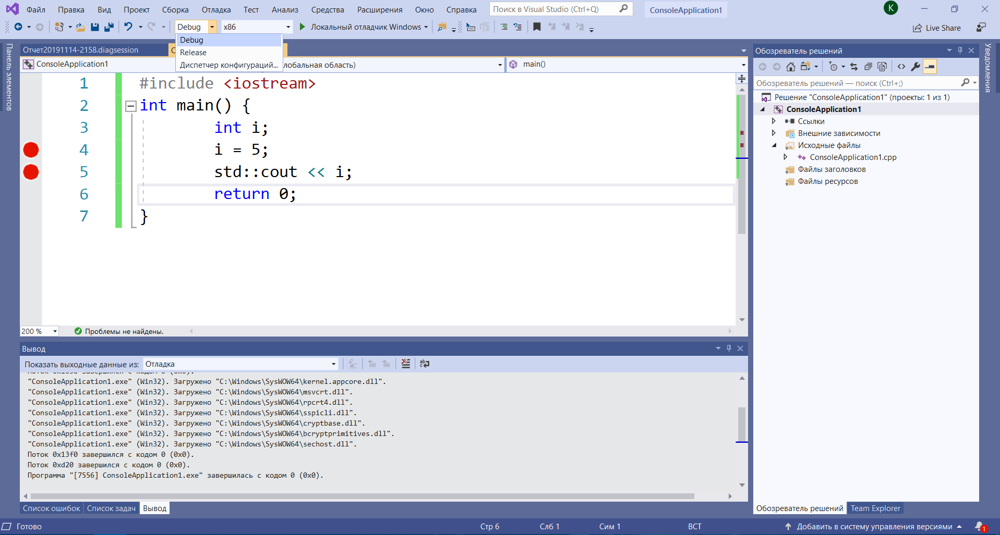 Файл Правка Вид Проект Сборка Отладка Тест Анализ Средства Расширения Окно Справка Поиск в Visual Studio (Ctrl+Q) ConsoleApplication1 K
Debug x86 Локальный отладчик Windows Live Share
Debug
Release
Диспетчер конфигураций...
Панель элементов
Отчет20191114-2158.diagsession
ConsoleApplication1 лобальная область) main()
1 #include <iostream>
2 int main() {
3 int i;
4 i = 5;
5 std::cout << i;
6 return 0;
7 }
200 % Проблемы не найдены.
Вывод
Показать выходные данные из: Отладка
"ConsoleApplication1.exe" (Win32). Загружено "C:\Windows\SysWOW64\kernel.appcore.dll".
"ConsoleApplication1.exe" (Win32). Загружено "C:\Windows\SysWOW64\msvcrt.dll".
"ConsoleApplication1.exe" (Win32). Загружено "C:\Windows\SysWOW64\rpcrt4.dll".
"ConsoleApplication1.exe" (Win32). Загружено "C:\Windows\SysWOW64\sspicli.dll".
"ConsoleApplication1.exe" (Win32). Загружено "C:\Windows\SysWOW64\cryptbase.dll".
"ConsoleApplication1.exe" (Win32). Загружено "C:\Windows\SysWOW64\bcryptprimitives.dll".
"ConsoleApplication1.exe" (Win32). Загружено "C:\Windows\SysWOW64\sechost.dll".
Поток 0x13f0 завершился с кодом 0 (0x0).
Поток 0xd20 завершился с кодом 0 (0x0).
Программа "[7556] ConsoleApplication1.exe" завершилась с кодом 0 (0x0).
Список ошибок Список задач Вывод
Обозреватель решений
Обозреватель решений — поиск (Ctrl+;)
Решение "ConsoleApplication1" (проекты: 1 из 1)
ConsoleApplication1
Ссылки
Внешние зависимости
Исходные файлы
ConsoleApplication1.cpp
Файлы заголовков
Файлы ресурсов
Обозреватель решений Team Explorer
Уведомления
Готово Стр 6 Слб 1 Сим 1 ВСТ Добавить в систему управления версиями 1